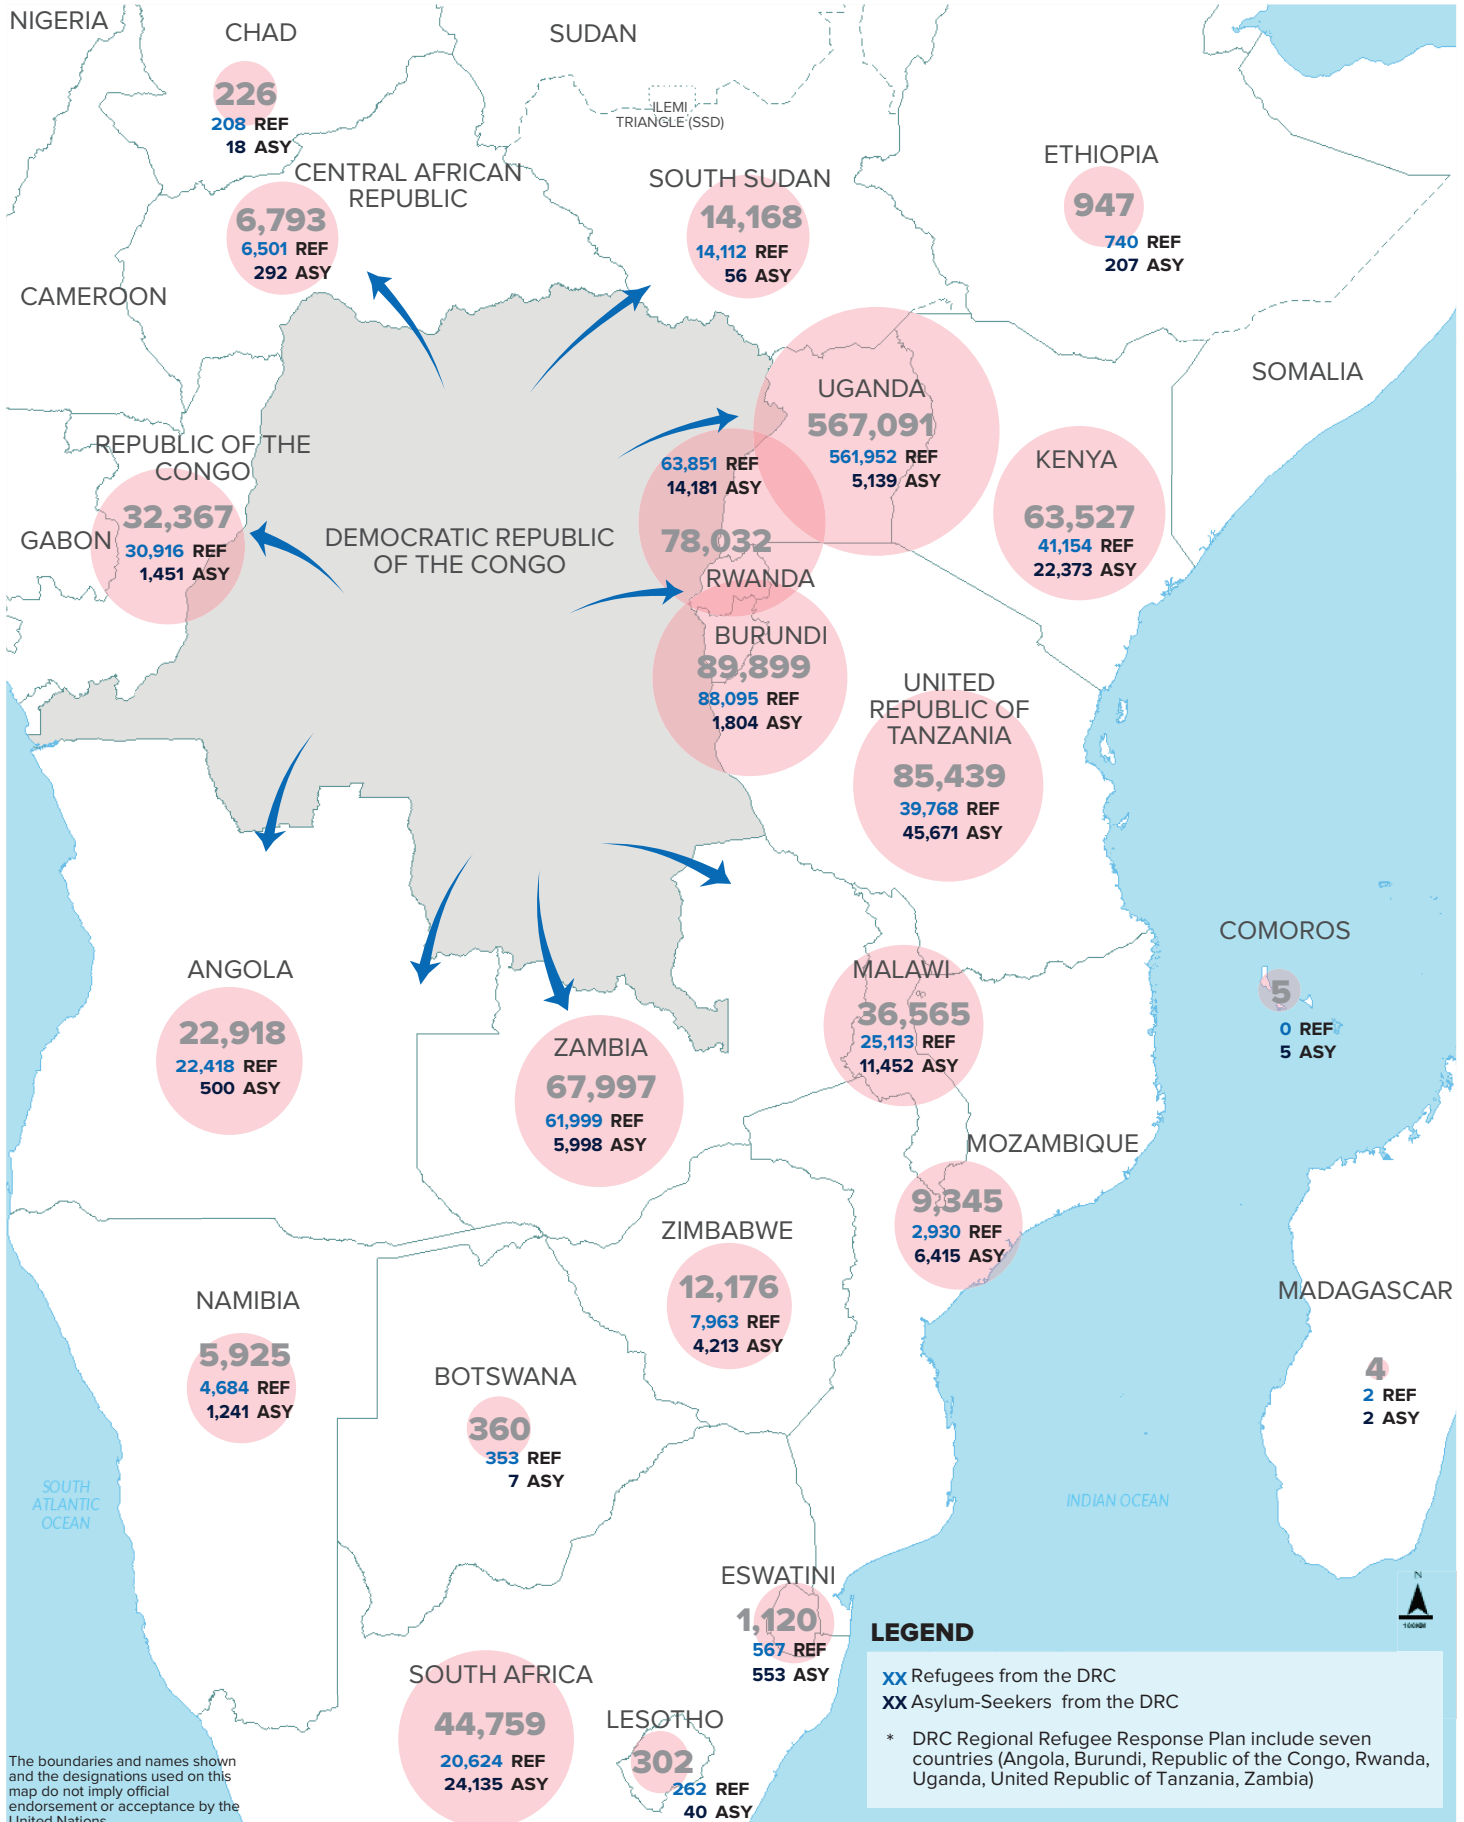 NIGERIA
CHAD
SUDAN
226
208 REF
18 ASY
ILEMI
TRIANGLE (SSD)
ETHIOPIA
947
740 REF
207 ASY
CENTRAL AFRICAN
REPUBLIC
6,793
6,501 REF
292 ASY
SOUTH SUDAN
14,168
14,112 REF
56 ASY
CAMEROON
SOMALIA
UGANDA
567,091
561,952 REF
5,139 ASY
REPUBLIC OF THE
CONGO
32,367
30,916 REF
1,451 ASY
GABON
KENYA
63,527
41,154 REF
22,373 ASY
63,851 REF
14,181 ASY
78,032
RWANDA
DEMOCRATIC REPUBLIC
OF THE CONGO
BURUNDI
89,899
88,095 REF
1,804 ASY
UNITED
REPUBLIC OF
TANZANIA
85,439
39,768 REF
45,671 ASY
COMOROS
5
0 REF
5 ASY
ANGOLA
22,918
22,418 REF
500 ASY
MALAWI
36,565
25,113 REF
11,452 ASY
ZAMBIA
67,997
61,999 REF
5,998 ASY
MOZAMBIQUE
9,345
2,930 REF
6,415 ASY
ZIMBABWE
12,176
7,963 REF
4,213 ASY
MADAGASCAR
4
2 REF
2 ASY
NAMIBIA
5,925
4,684 REF
1,241 ASY
BOTSWANA
360
353 REF
7 ASY
SOUTH
ATLANTIC
OCEAN
INDIAN OCEAN
ESWATINI
1,120
567 REF
553 ASY
N
100KM
SOUTH AFRICA
44,759
20,624 REF
24,135 ASY
LESOTHO
302
262 REF
40 ASY
LEGEND
XX Refugees from the DRC
XX Asylum-Seekers from the DRC
* DRC Regional Refugee Response Plan include seven
countries (Angola, Burundi, Republic of the Congo, Rwanda,
Uganda, United Republic of Tanzania, Zambia)
The boundaries and names shown
and the designations used on this
map do not imply official
endorsement or acceptance by the
United Nations